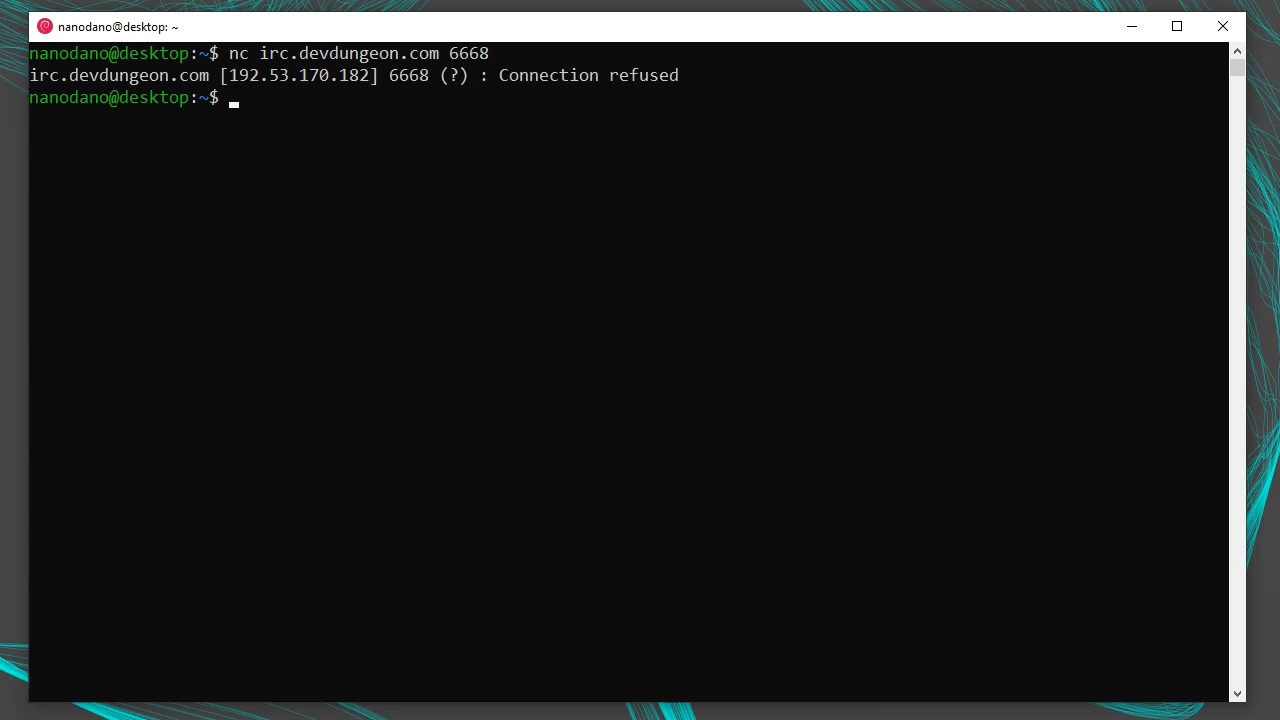 nanodano@desktop: ~
nanodano@desktop:~$ nc irc.devdungeon.com 6668
irc.devdungeon.com [192.53.170.182] 6668 (?) : Connection refused
nanodano@desktop:~$